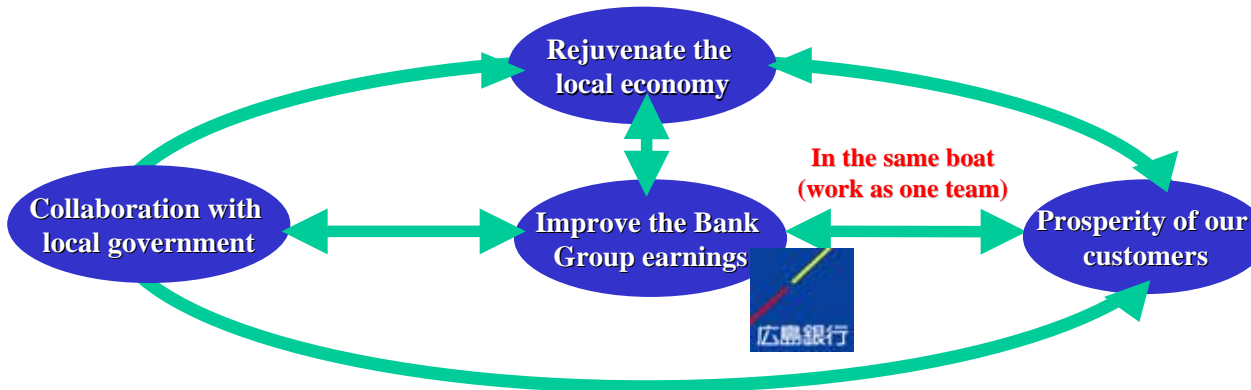 Rejuvenate the
local economy
In the same boat
(work as one team)
Collaboration with
local government
Improve the Bank
Group earnings
Prosperity of our
customers
広島銀行